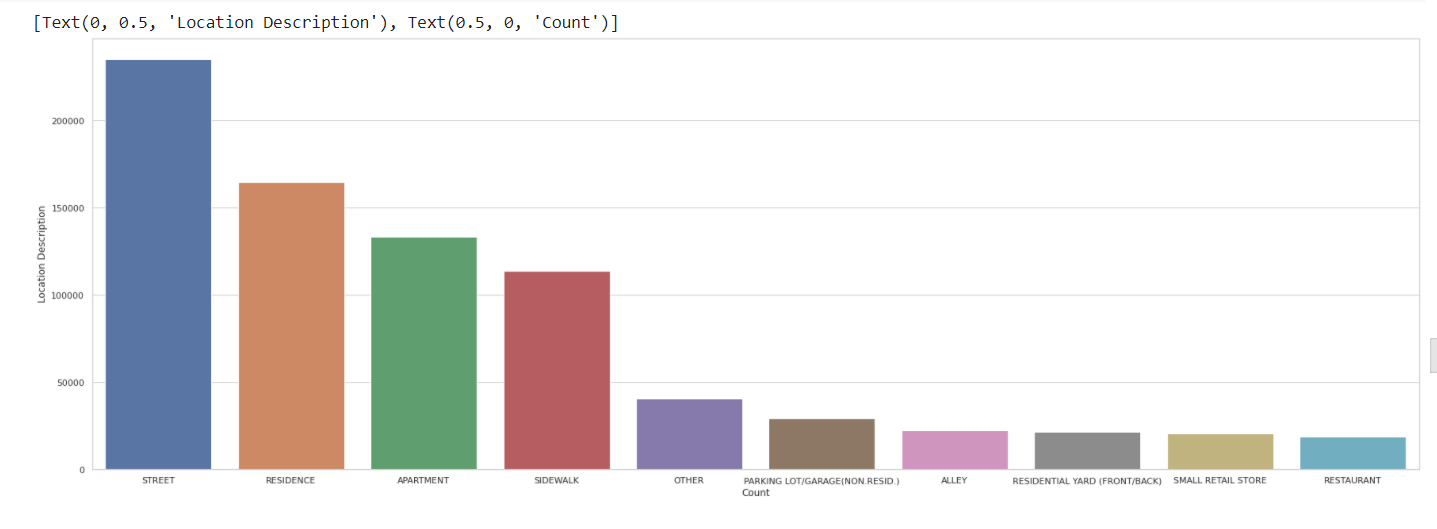 [Text(0, 0.5, 'Location Description'), Text(0.5, 0, 'Count')]
200000
150000
100000
50000
0
Location Description
STREET RESIDENCE APARTMENT SIDEWALK OTHER PARKING LOT/GARAGE(NON.RESID.) ALLEY RESIDENTIAL YARD (FRONT/BACK) SMALL RETAIL STORE RESTAURANT
Count